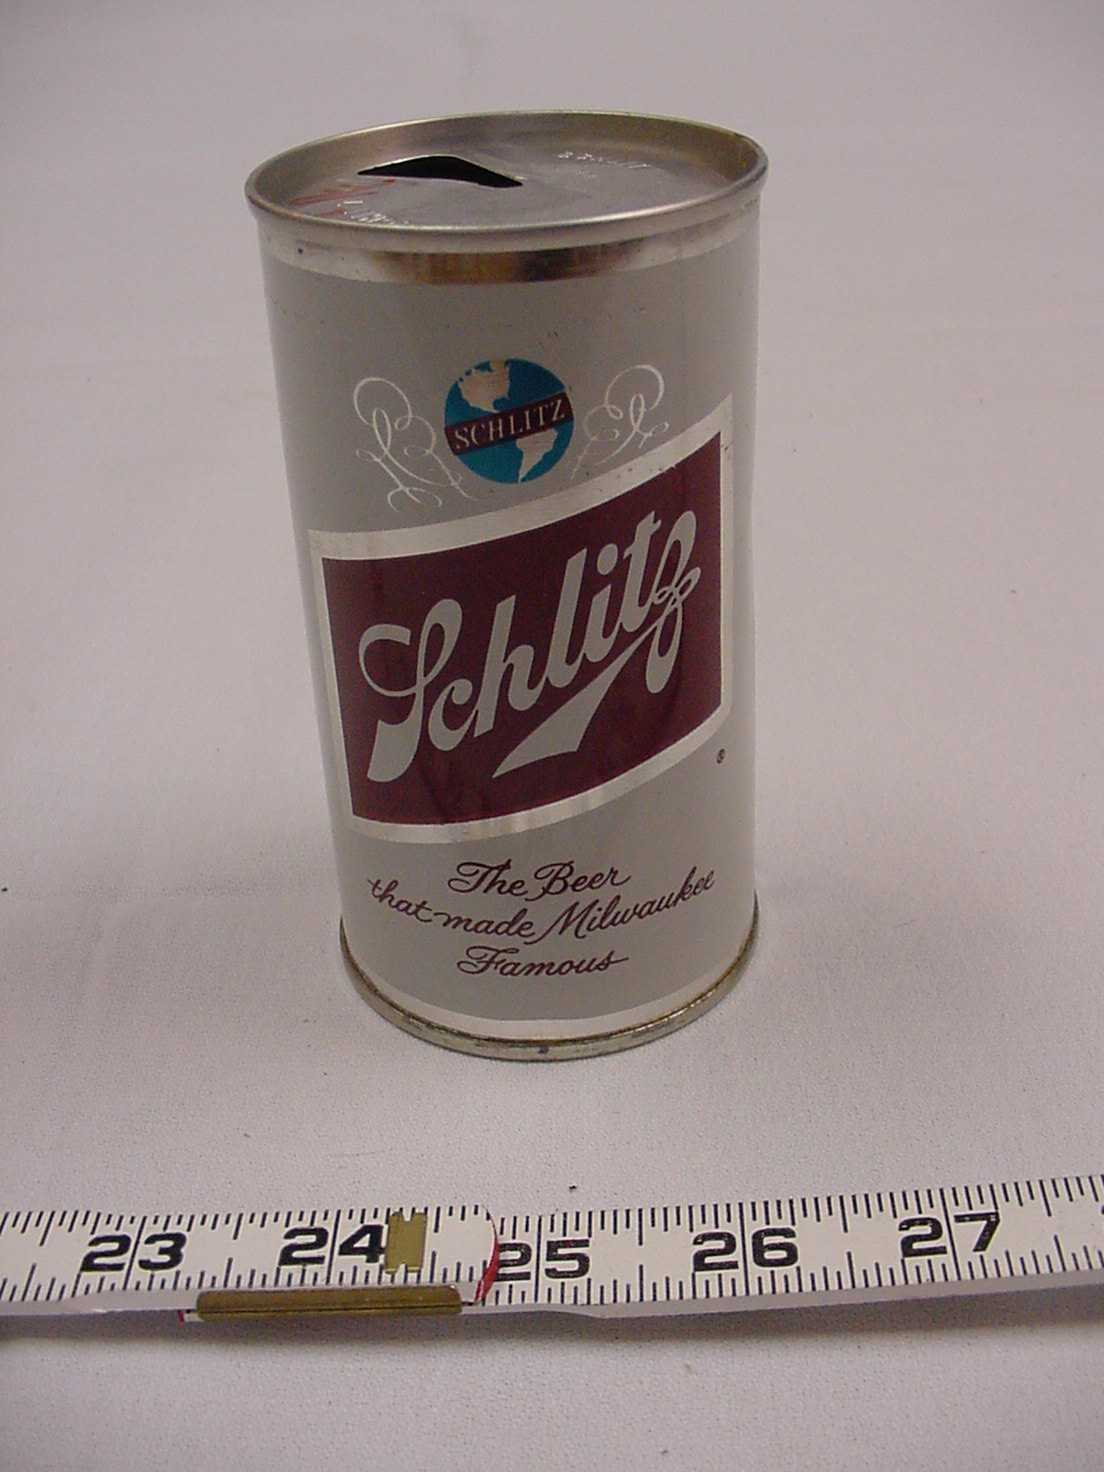 SCHLITZ
Schlitz
®
The Beer
that made Milwaukee
Famous
23 24 25 26 27